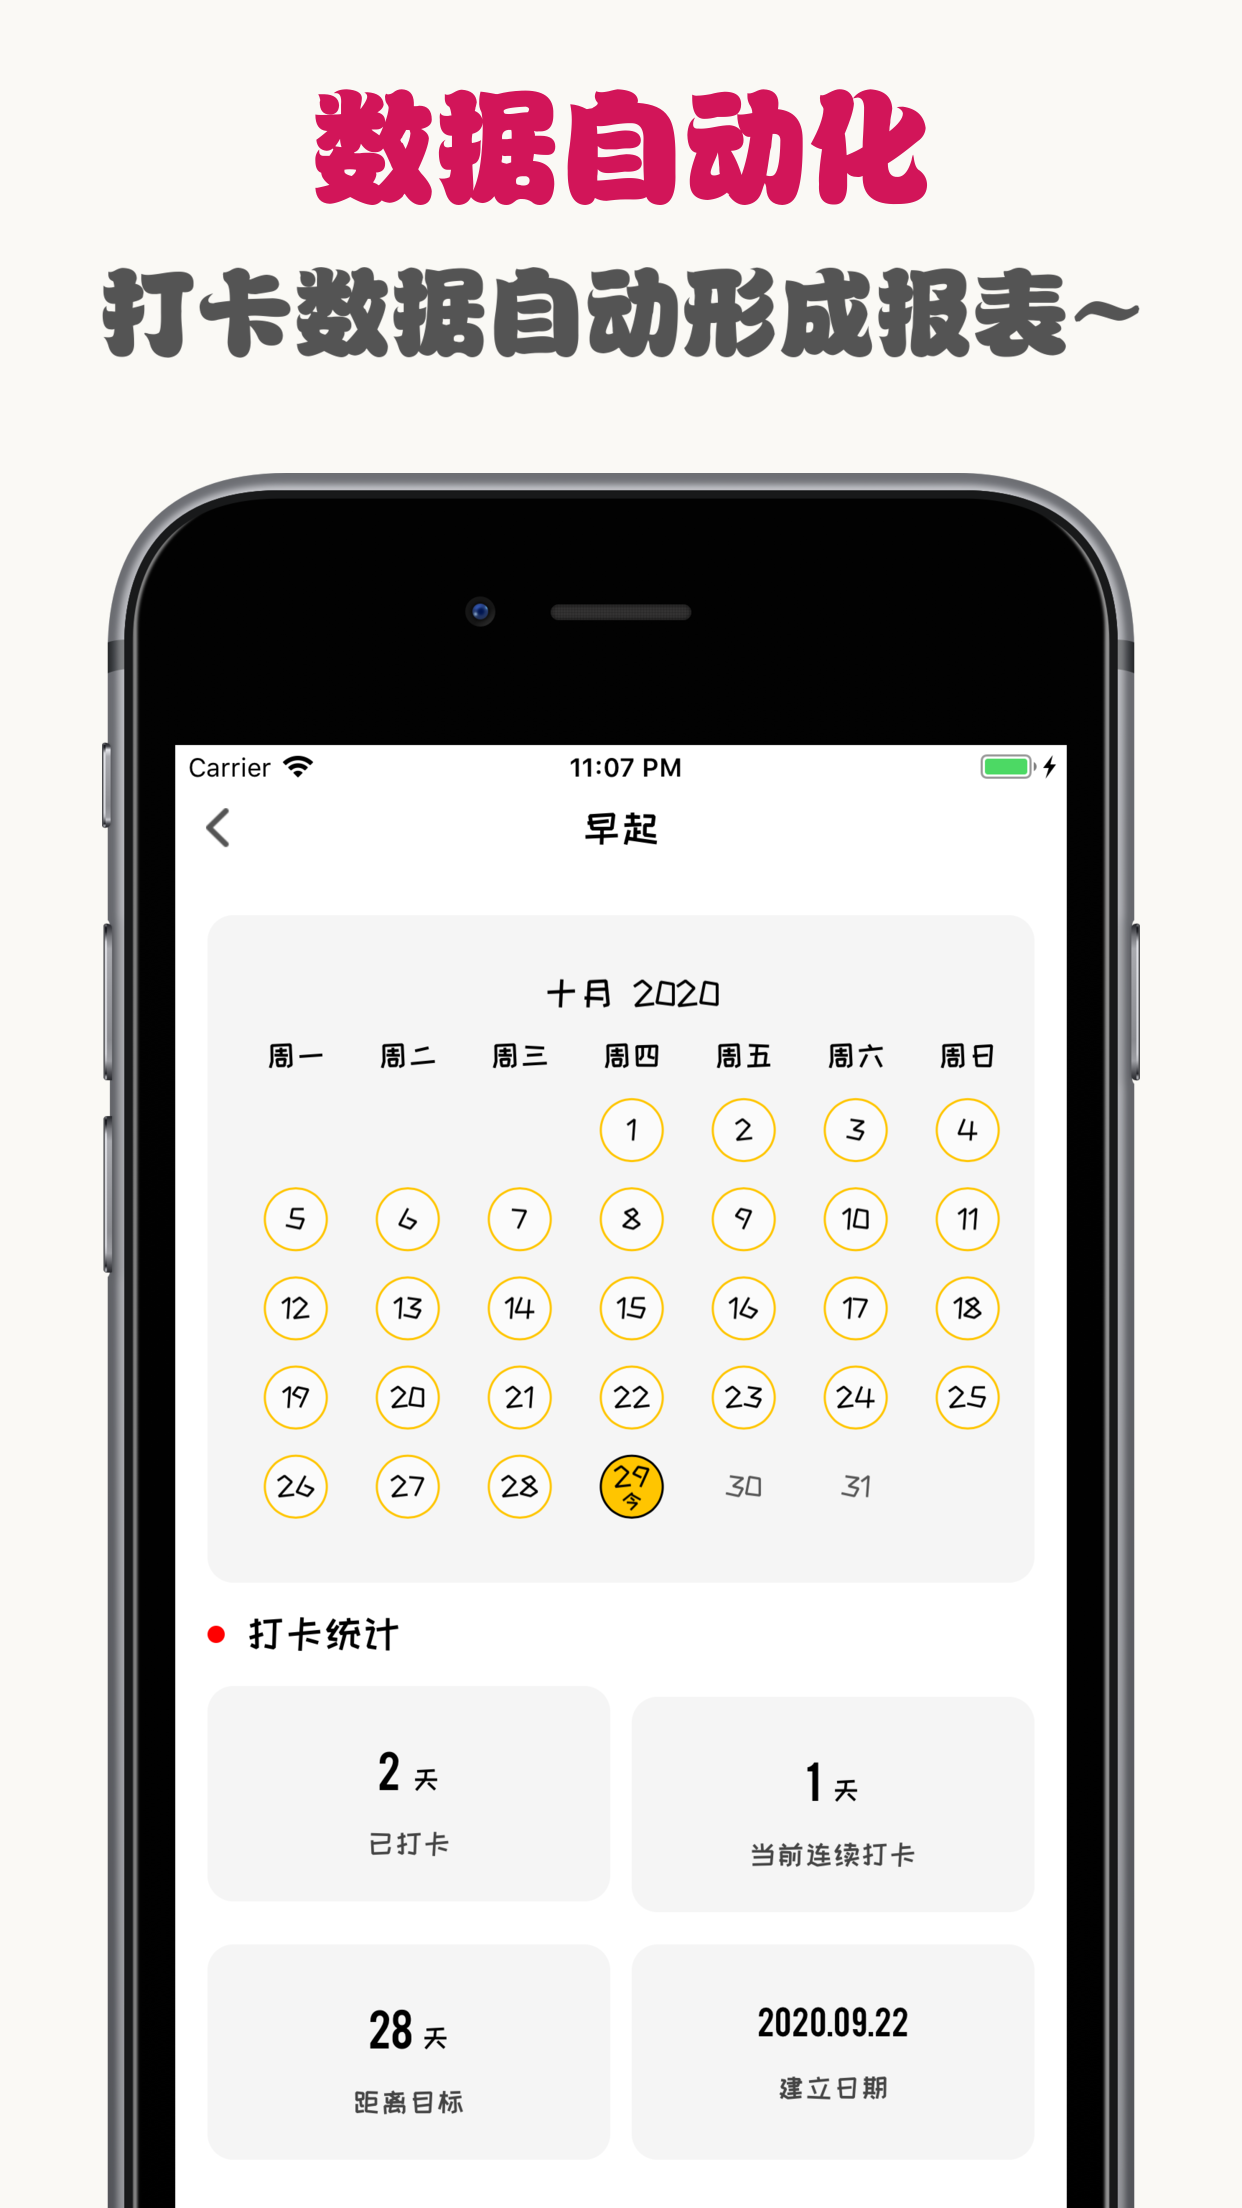 数据自动化
打卡数据自动形成报表~
Carrier 11:07 PM
早起
十月 2020
周一 周二 周三 周四 周五 周六 周日
1 2 3 4
5 6 7 8 9 10 11
12 13 14 15 16 17 18
19 20 21 22 23 24 25
26 27 28 29 30 31
今
打卡统计
2 天
已打卡
1 天
当前连续打卡
28 天
距离目标
2020.09.22
建立日期